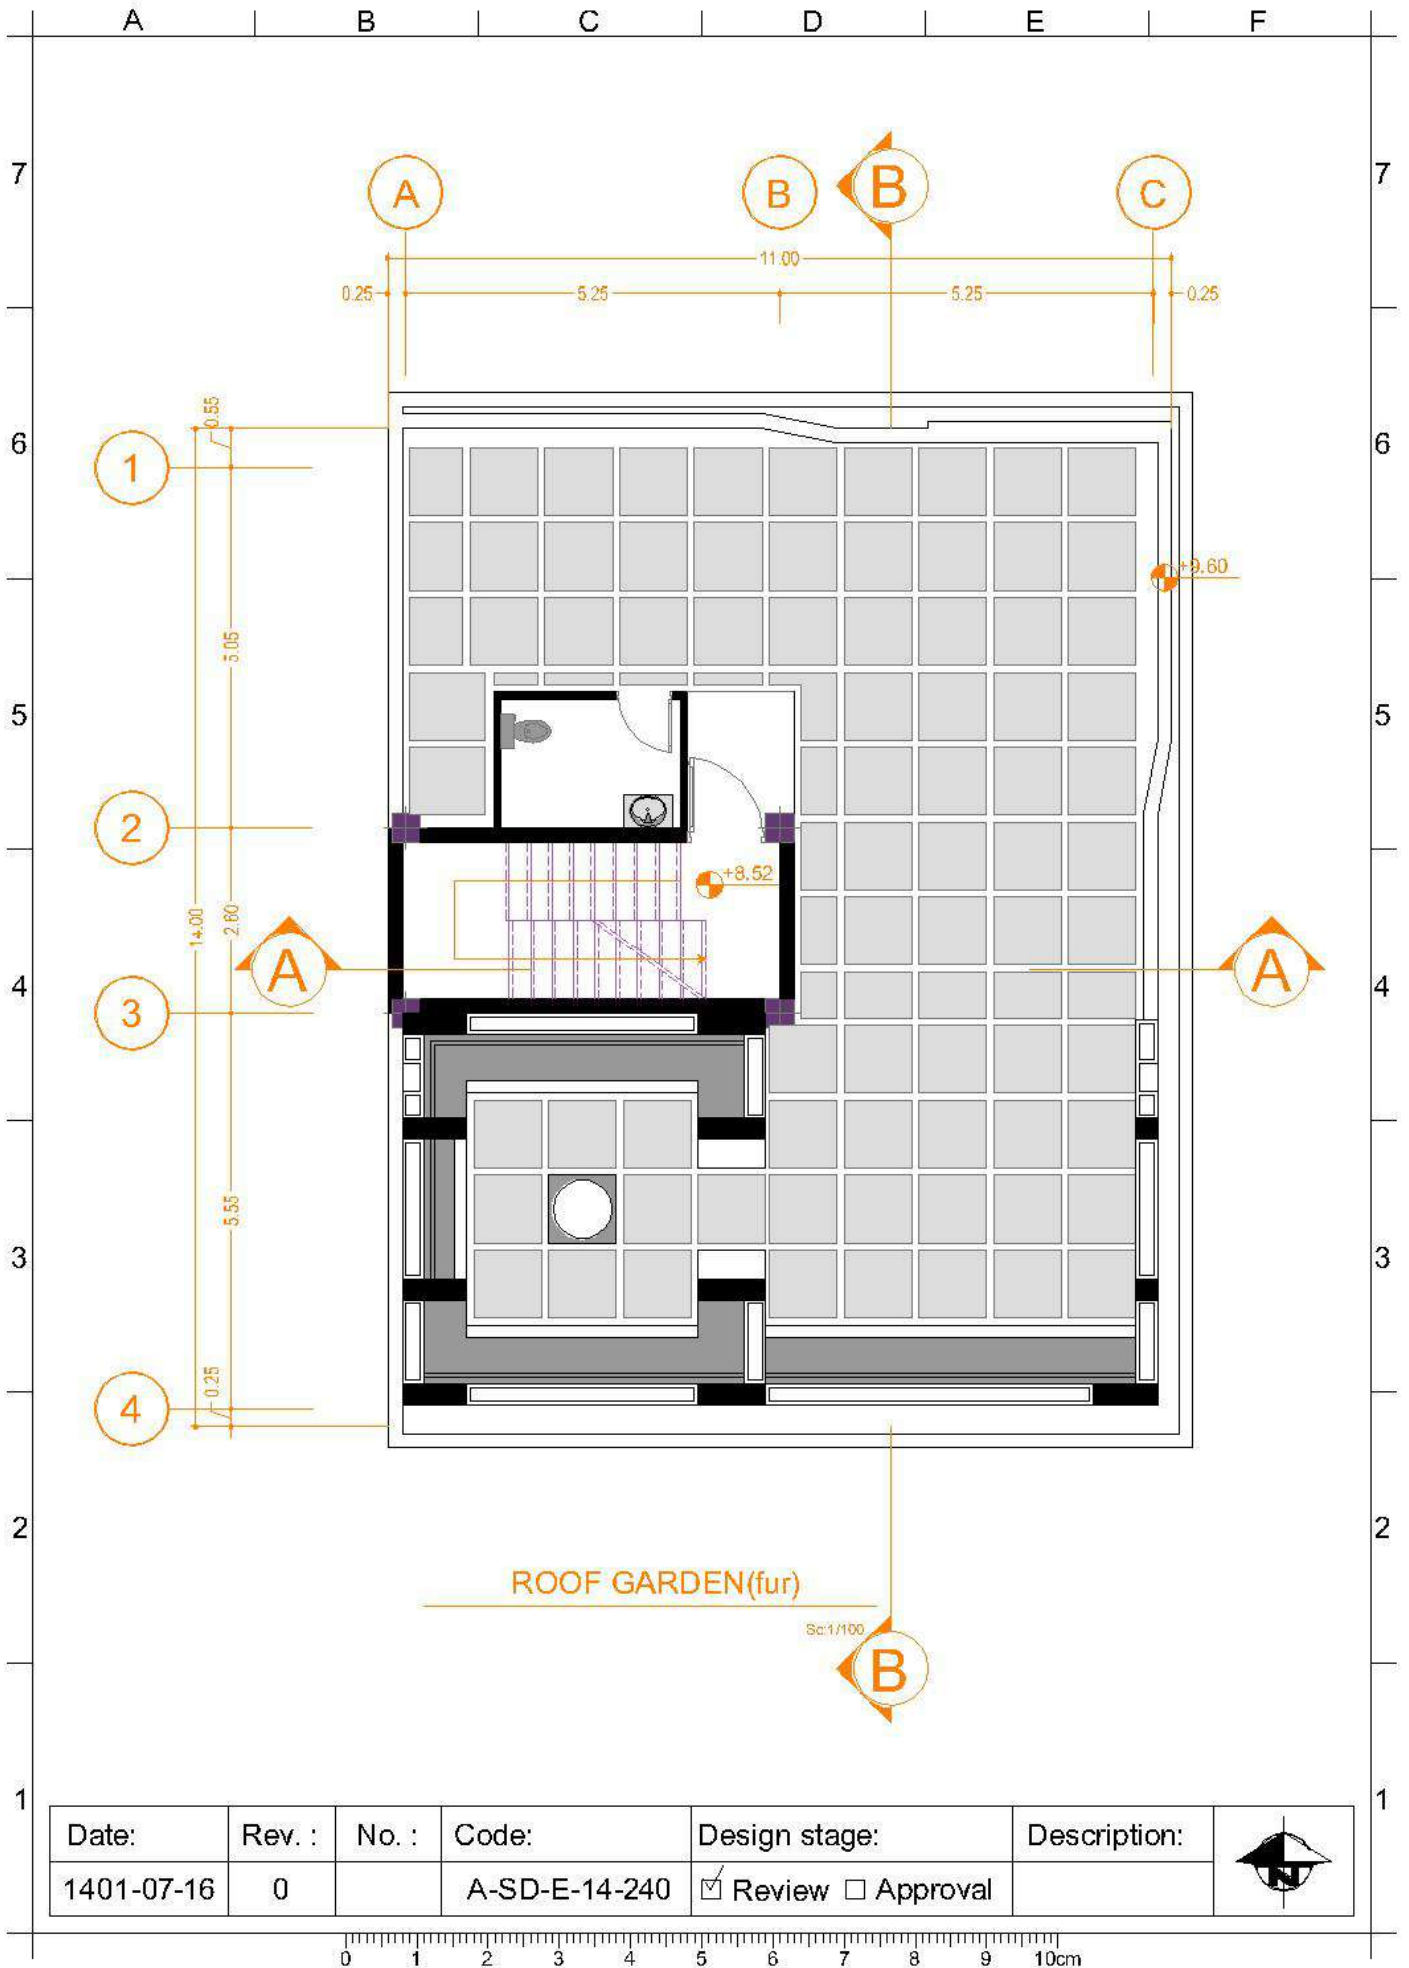 A B C D E F
7 7
A B B C
11.00
0.25 5.25 5.25 0.25
0.55
6 6
1
+9.60
3.05
5 5
2
+8.52
14.00
2.60
A A
4 4
3
5.55
3 3
0.25
4
2 2
ROOF GARDEN(fur)
Sc:1/100
B
1 1
Date: Rev. : No. : Code: Design stage: Description:
1401-07-16 0 A-SD-E-14-240 Review Approval
N
0 1 2 3 4 5 6 7 8 9 10cm